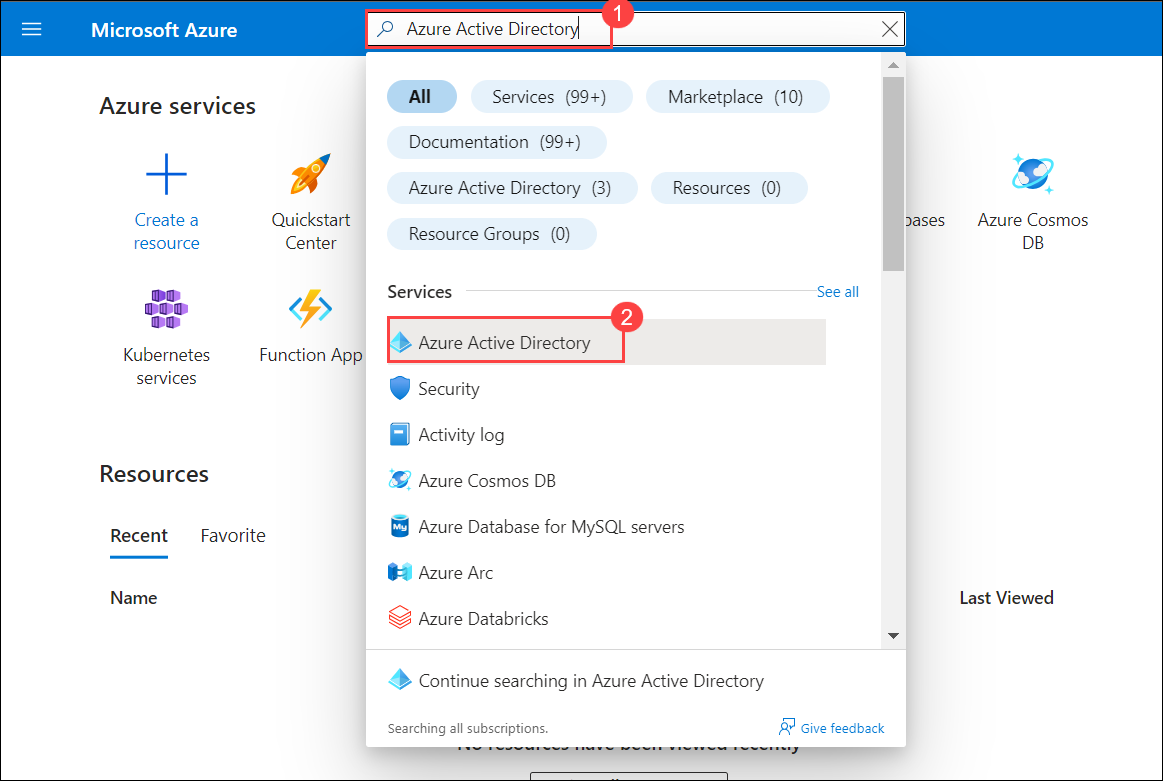 Microsoft Azure
Azure Active Directory
1
All
Services (99+)
Marketplace (10)
Documentation (99+)
Azure Active Directory (3)
Resources (0)
Resource Groups (0)
Services
See all
2
Azure Active Directory
Security
Activity log
Azure Cosmos DB
My
Azure Database for MySQL servers
Azure Arc
Azure Databricks
Continue searching in Azure Active Directory
Searching all subscriptions.
Give feedback
Azure services
Create a
resource
Quickstart
Center
Azure Cosmos
DB
Kubernetes
services
Function App
Resources
Recent
Favorite
Name
Last Viewed
No resources have been viewed recently